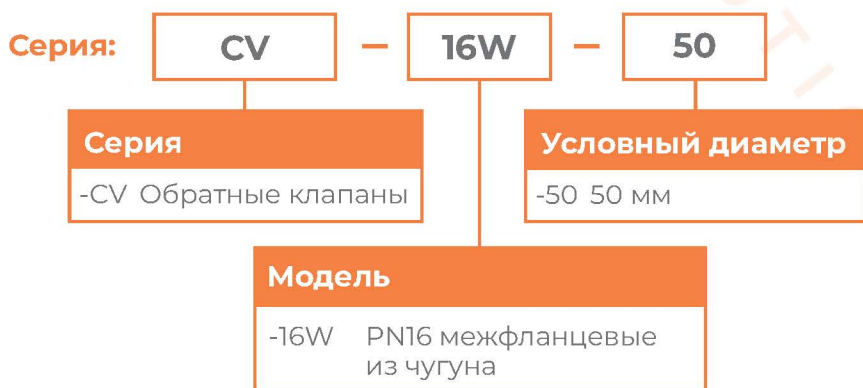 Серия: CV – 16W – 50
Серия
-CV Обратные клапаны
Условный диаметр
-50 50 мм
Модель
-16W PN16 межфланцевые
из чугуна